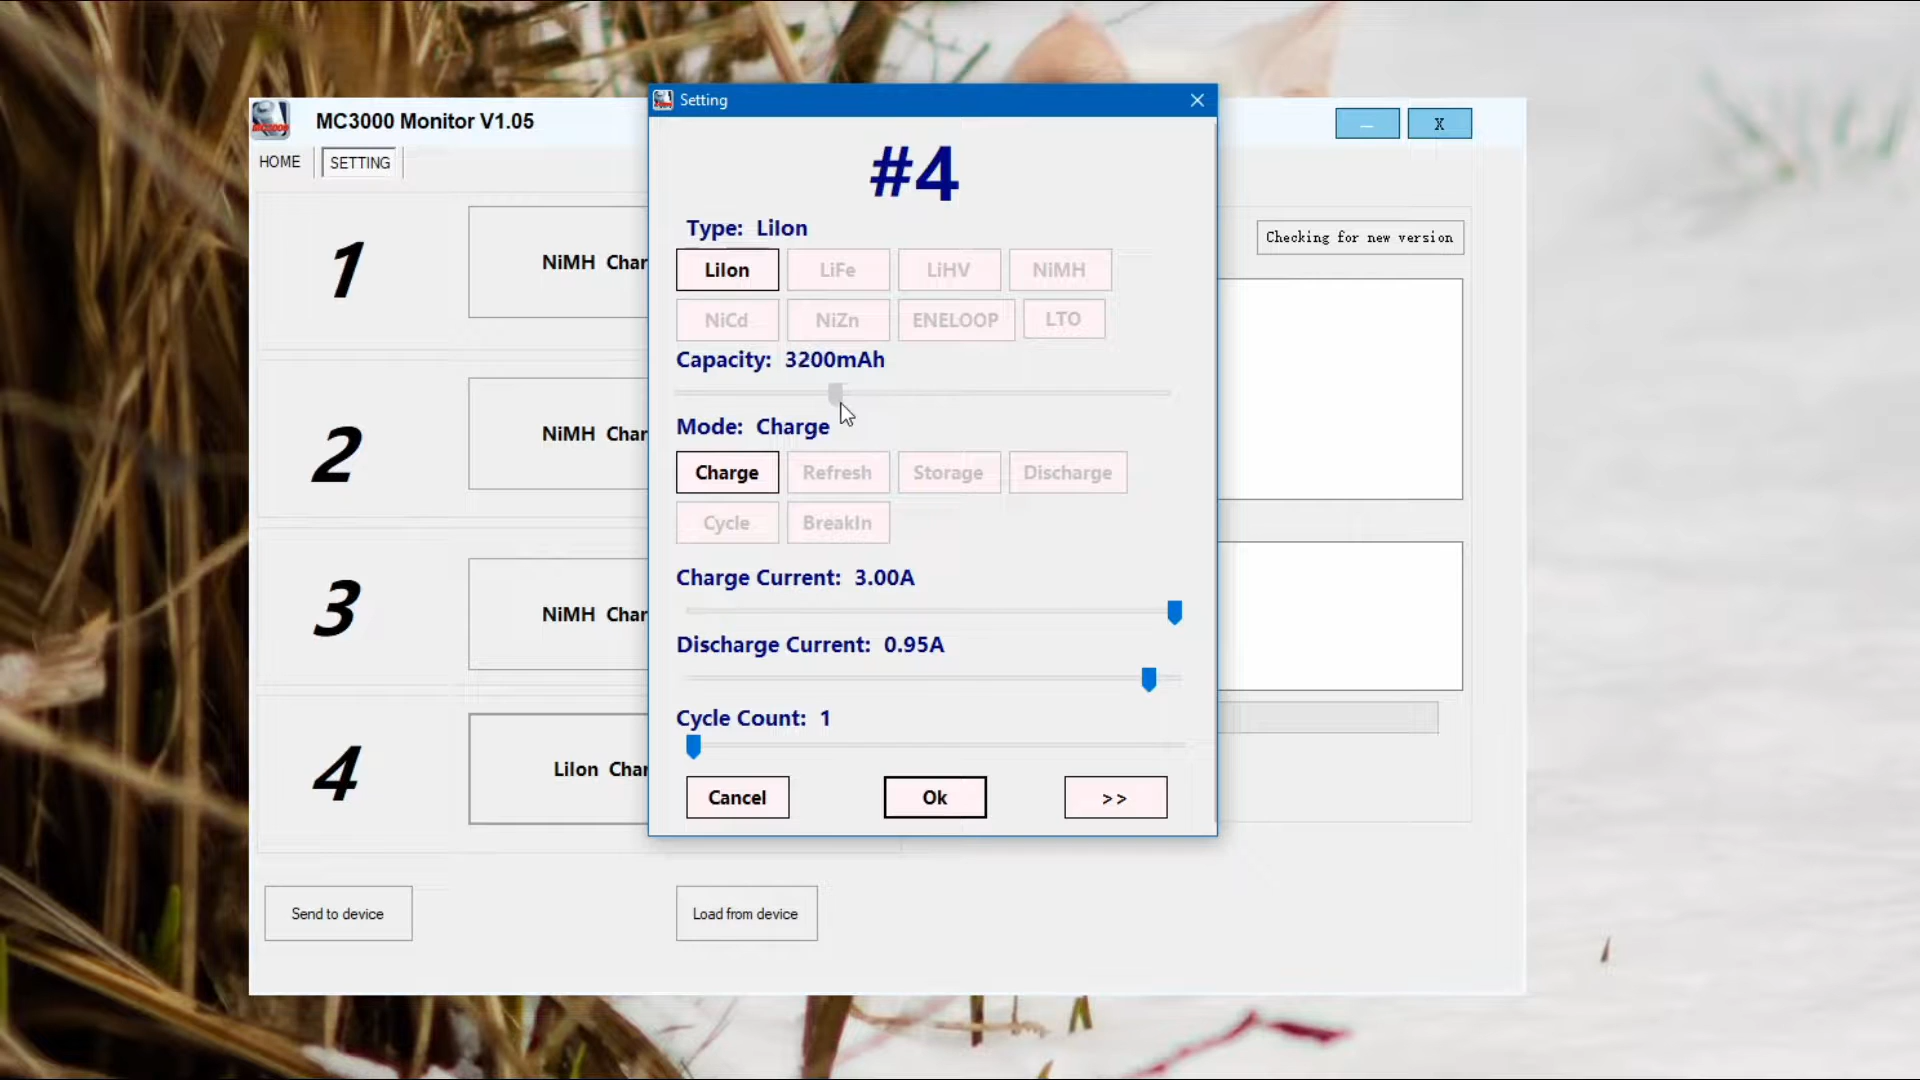 MC3000 Monitor V1.05
HOME
SETTING
1
NiMH Char
2
NiMH Char
3
NiMH Char
4
LiIon Char
Send to device
Load from device
Checking for new version
X
Setting
#4
Type: LiIon
LiIon
LiFe
LiHV
NiMH
NiCd
NiZn
ENELOOP
LTO
Capacity: 3200mAh
Mode: Charge
Charge
Refresh
Storage
Discharge
Cycle
BreakIn
Charge Current: 3.00A
Discharge Current: 0.95A
Cycle Count: 1
Cancel
Ok
>>